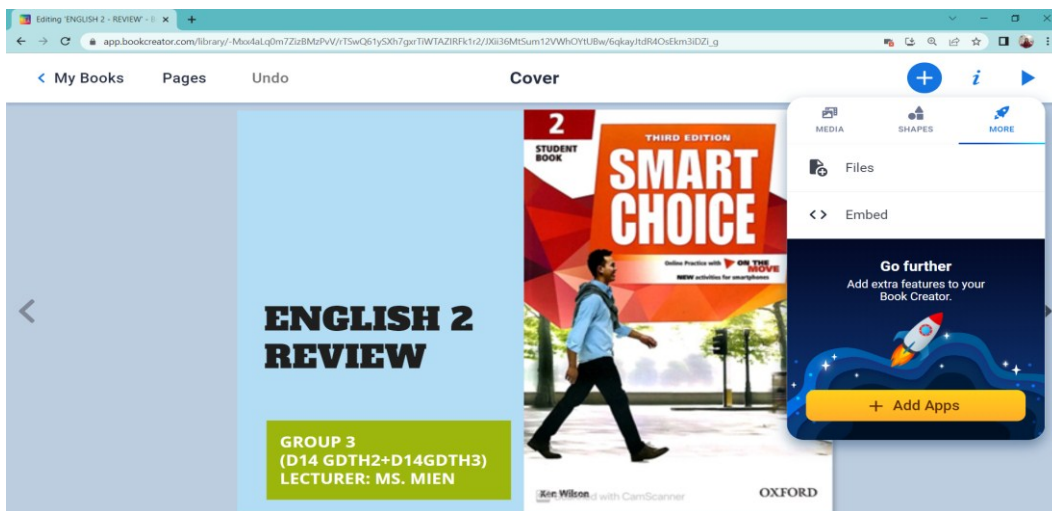 Editing 'ENGLISH 2 - REVIEW' - B
app.bookcreator.com/library/-Mxx4aLq0m7ZizBMzPvV/rTSwQ61ySXh7gxrTiWTAZIRFk1r2/JXii36MtSum12VWhOYtUBw/6qkayJtdR4OsEkm3iDZi_g
My Books
Pages
Undo
Cover
MEDIA
SHAPES
MORE
Files
Embed
Go further
Add extra features to your
Book Creator.
+ Add Apps
ENGLISH 2
REVIEW
GROUP 3
(D14 GDTH2+D14GDTH3)
LECTURER: MS. MIEN
2
STUDENT
BOOK
THIRD EDITION
SMART
CHOICE
Online Practice with ON THE
MOVE
NEW activities for smartphones
Ken Wilson
with CamScanner
OXFORD